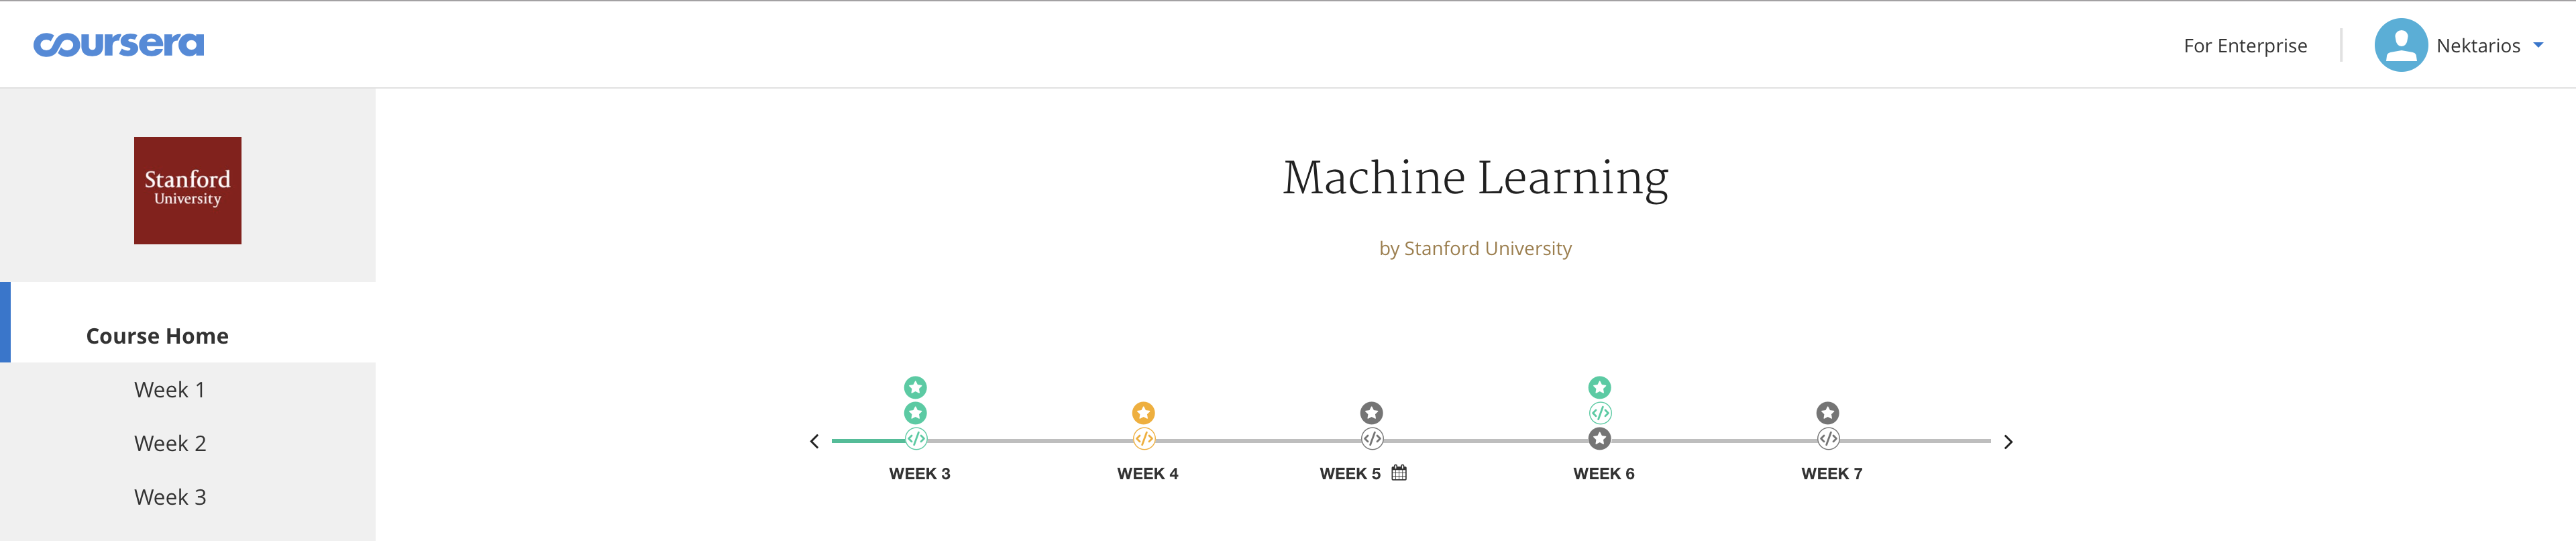 coursera
For Enterprise
Nektarios
Stanford
University
Machine Learning
by Stanford University
Course Home
Week 1
Week 2
Week 3
WEEK 3
WEEK 4
WEEK 5
WEEK 6
WEEK 7